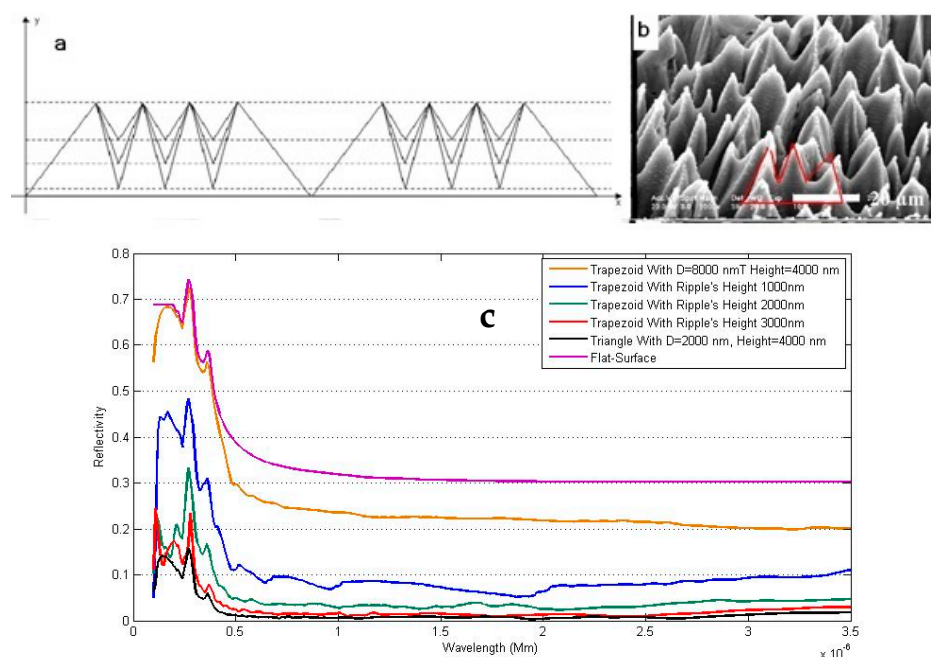 y
a
x
b
20 µm
0.8
0.7
0.6
0.5
0.4
0.3
0.2
0.1
0
Reflectivity
Trapezoid With D=8000 nmT Height=4000 nm
Trapezoid With Ripple's Height 1000nm
Trapezoid With Ripple's Height 2000nm
Trapezoid With Ripple's Height 3000nm
Triangle With D=2000 nm, Height=4000 nm
Flat-Surface
c
0 0.5 1 1.5 2 2.5 3 3.5
Wavelength (Mm)
x 10⁻⁶